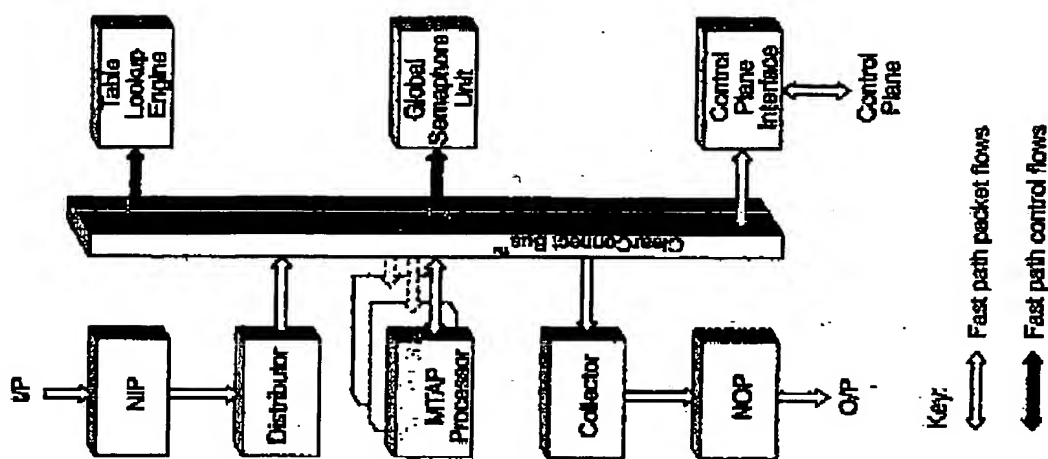 I/P
NIP
Distributor
MTAP
Processor
Collector
NOP
O/P
ClearConnect Bus
Table
Lookup
Engine
Global
Semaphore
Unit
Control
Plane
Interface
Control
Plane
Key:
Fast path packet flows
Fast path control flows